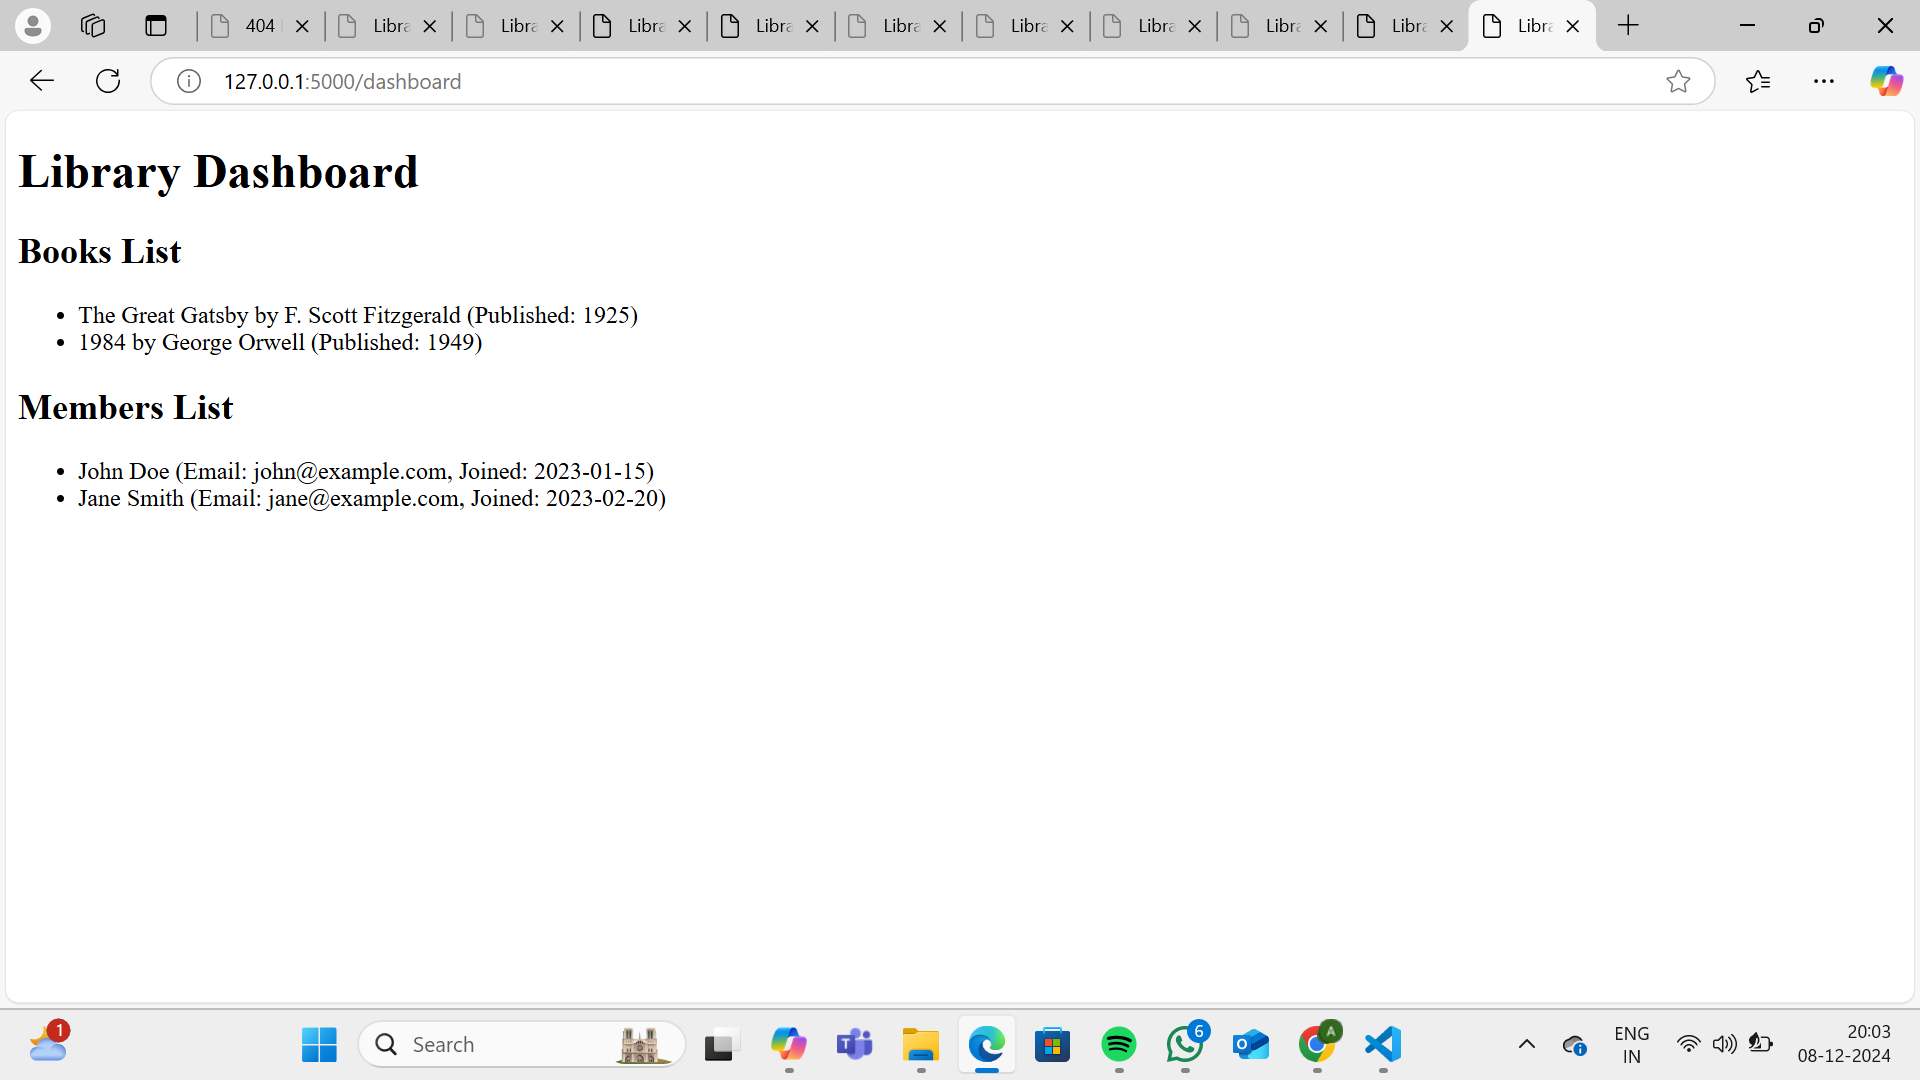 404
Libra
Libra
Libra
Libra
Libra
Libra
Libra
Libra
Libra
Libra
127.0.0.1:5000/dashboard
Library Dashboard
Books List
• The Great Gatsby by F. Scott Fitzgerald (Published: 1925)
• 1984 by George Orwell (Published: 1949)
Members List
• John Doe (Email: john@example.com, Joined: 2023-01-15)
• Jane Smith (Email: jane@example.com, Joined: 2023-02-20)
1
Search
6
A
ENG
IN
20:03
08-12-2024